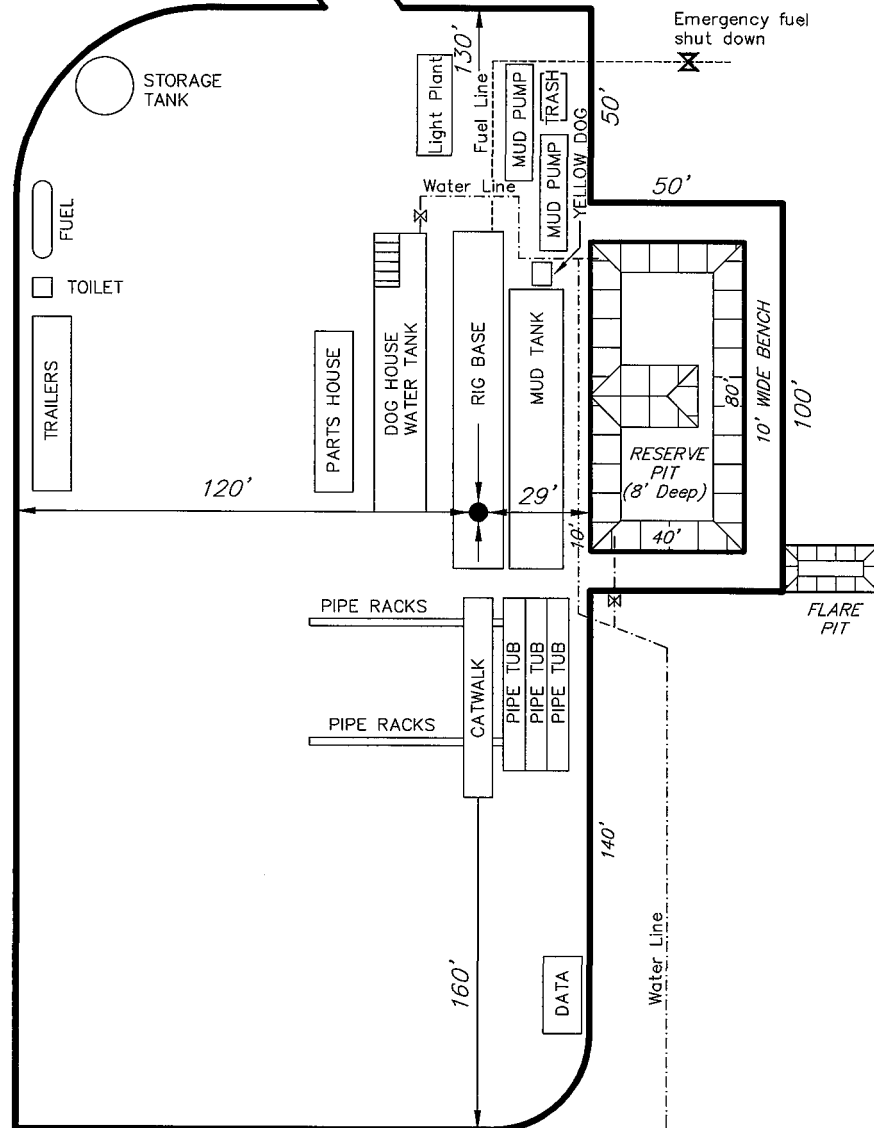 Emergency fuel
shut down
130'
STORAGE
TANK
Light Plant
Fuel Line
MUD PUMP
TRASH
50'
MUD PUMP
YELLOW DOG
Water Line
50'
FUEL
TOILET
TRAILERS
PARTS HOUSE
DOG HOUSE
WATER TANK
RIG BASE
MUD TANK
80'
10' WIDE BENCH
100'
RESERVE
PIT
(8' Deep)
120'
29'
10'
40'
FLARE
PIT
PIPE RACKS
CATWALK
PIPE TUB
PIPE TUB
PIPE TUB
PIPE RACKS
140'
160'
DATA
Water Line